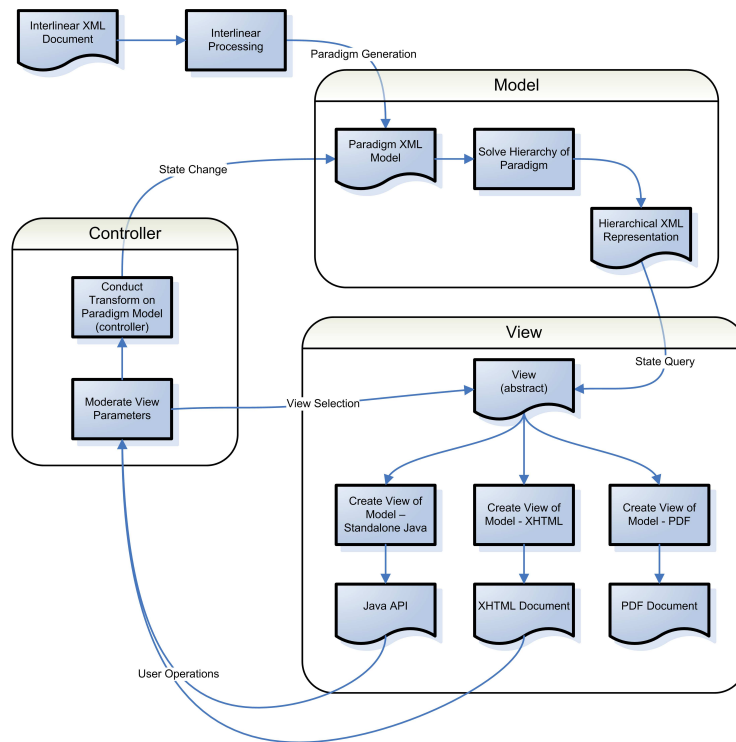 Interlinear XML
Document
Interlinear
Processing
Paradigm Generation
Model
Paradigm XML
Model
Solve Hierarchy of
Paradigm
Hierarchical XML
Representation
State Change
Controller
Conduct
Transform on
Paradigm Model
(controller)
Moderate View
Parameters
View Selection
View
State Query
View
(abstract)
Create View of
Model –
Standalone Java
Create View of
Model - XHTML
Create View of
Model - PDF
Java API
XHTML Document
PDF Document
User Operations